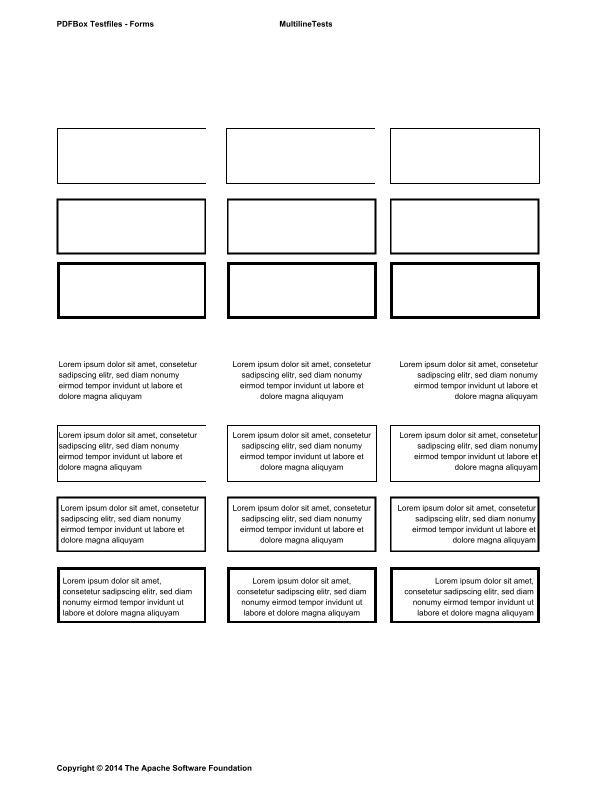 PDFBox Testfiles - Forms MultilineTests
Lorem ipsum dolor sit amet, consetetur
sadipscing elitr, sed diam nonumy
eirmod tempor invidunt ut labore et
dolore magna aliquyam
Lorem ipsum dolor sit amet, consetetur
sadipscing elitr, sed diam nonumy
eirmod tempor invidunt ut labore et
dolore magna aliquyam
Lorem ipsum dolor sit amet, consetetur
sadipscing elitr, sed diam nonumy
eirmod tempor invidunt ut labore et
dolore magna aliquyam
Lorem ipsum dolor sit amet, consetetur
sadipscing elitr, sed diam nonumy
eirmod tempor invidunt ut labore et
dolore magna aliquyam
Lorem ipsum dolor sit amet, consetetur
sadipscing elitr, sed diam nonumy
eirmod tempor invidunt ut labore et
dolore magna aliquyam
Lorem ipsum dolor sit amet, consetetur
sadipscing elitr, sed diam nonumy
eirmod tempor invidunt ut labore et
dolore magna aliquyam
Lorem ipsum dolor sit amet, consetetur
sadipscing elitr, sed diam nonumy
eirmod tempor invidunt ut labore et
dolore magna aliquyam
Lorem ipsum dolor sit amet, consetetur
sadipscing elitr, sed diam nonumy
eirmod tempor invidunt ut labore et
dolore magna aliquyam
Lorem ipsum dolor sit amet, consetetur
sadipscing elitr, sed diam nonumy
eirmod tempor invidunt ut labore et
dolore magna aliquyam
Lorem ipsum dolor sit amet,
consetetur sadipscing elitr, sed diam
nonumy eirmod tempor invidunt ut
labore et dolore magna aliquyam
Lorem ipsum dolor sit amet,
consetetur sadipscing elitr, sed diam
nonumy eirmod tempor invidunt ut
labore et dolore magna aliquyam
Lorem ipsum dolor sit amet,
consetetur sadipscing elitr, sed diam
nonumy eirmod tempor invidunt ut
labore et dolore magna aliquyam
Copyright © 2014 The Apache Software Foundation